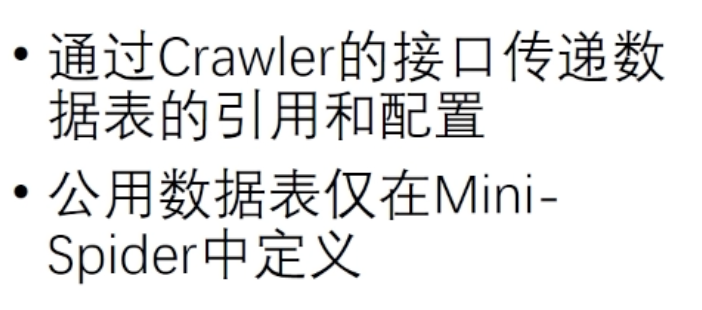 • 通过Crawler的接口传递数
据表的引用和配置
• 公用数据表仅在Mini-
Spider中定义